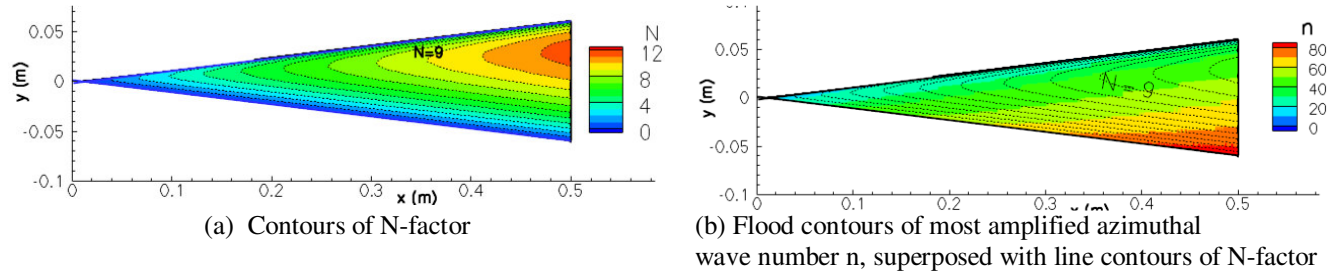 0.05
0
-0.05
-0.1
y (m)
N=9
N
12
8
4
0
0
0.1
0.2
0.3
0.4
0.5
x (m)
(a) Contours of N-factor
0.05
0
-0.05
-0.1
y (m)
N = 9
n
80
60
40
20
0
0
0.1
0.2
0.3
0.4
0.5
(b) Flood contours of most amplified azimuthal
wave number n, superposed with line contours of N-factor